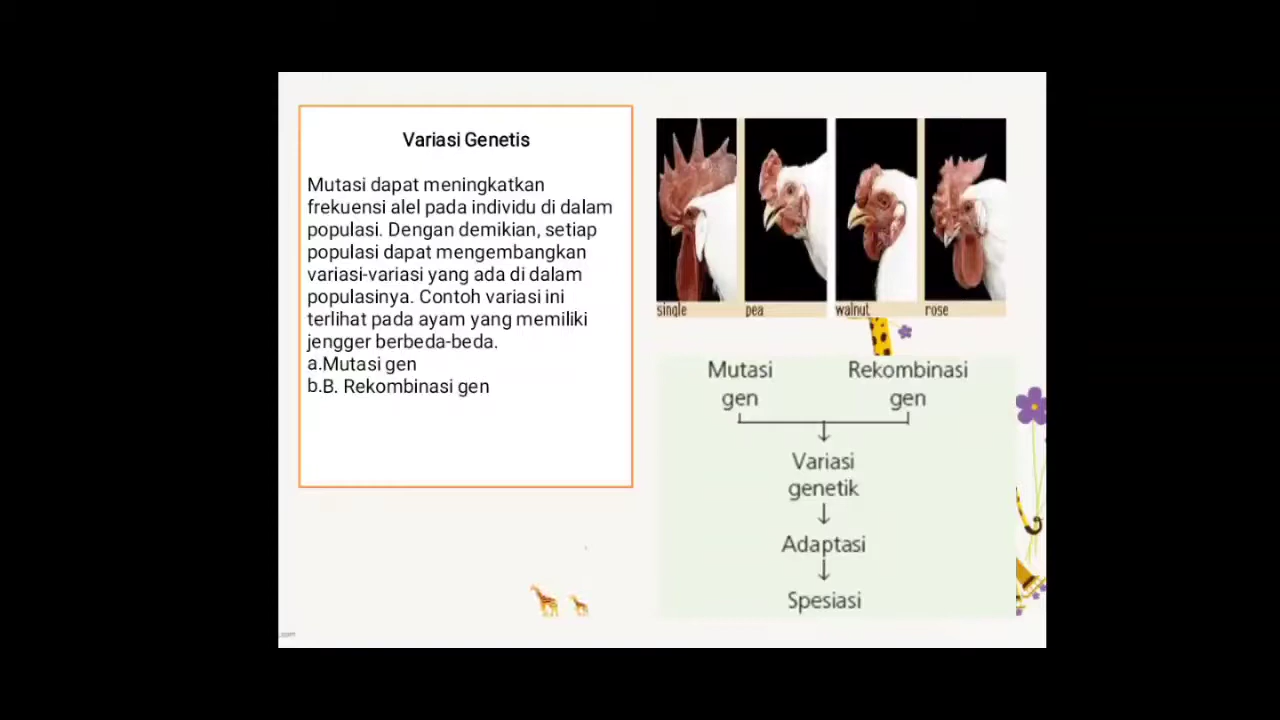 Variasi Genetis
Mutasi dapat meningkatkan
frekuensi alel pada individu di dalam
populasi. Dengan demikian, setiap
populasi dapat mengembangkan
variasi-variasi yang ada di dalam
populasinya. Contoh variasi ini
terlihat pada ayam yang memiliki
jengger berbeda-beda.
a.Mutasi gen
b.B. Rekombinasi gen
single
pea
walnut
rose
Mutasi
gen
Rekombinasi
gen
Variasi
genetik
Adaptasi
Spesiasi
.com